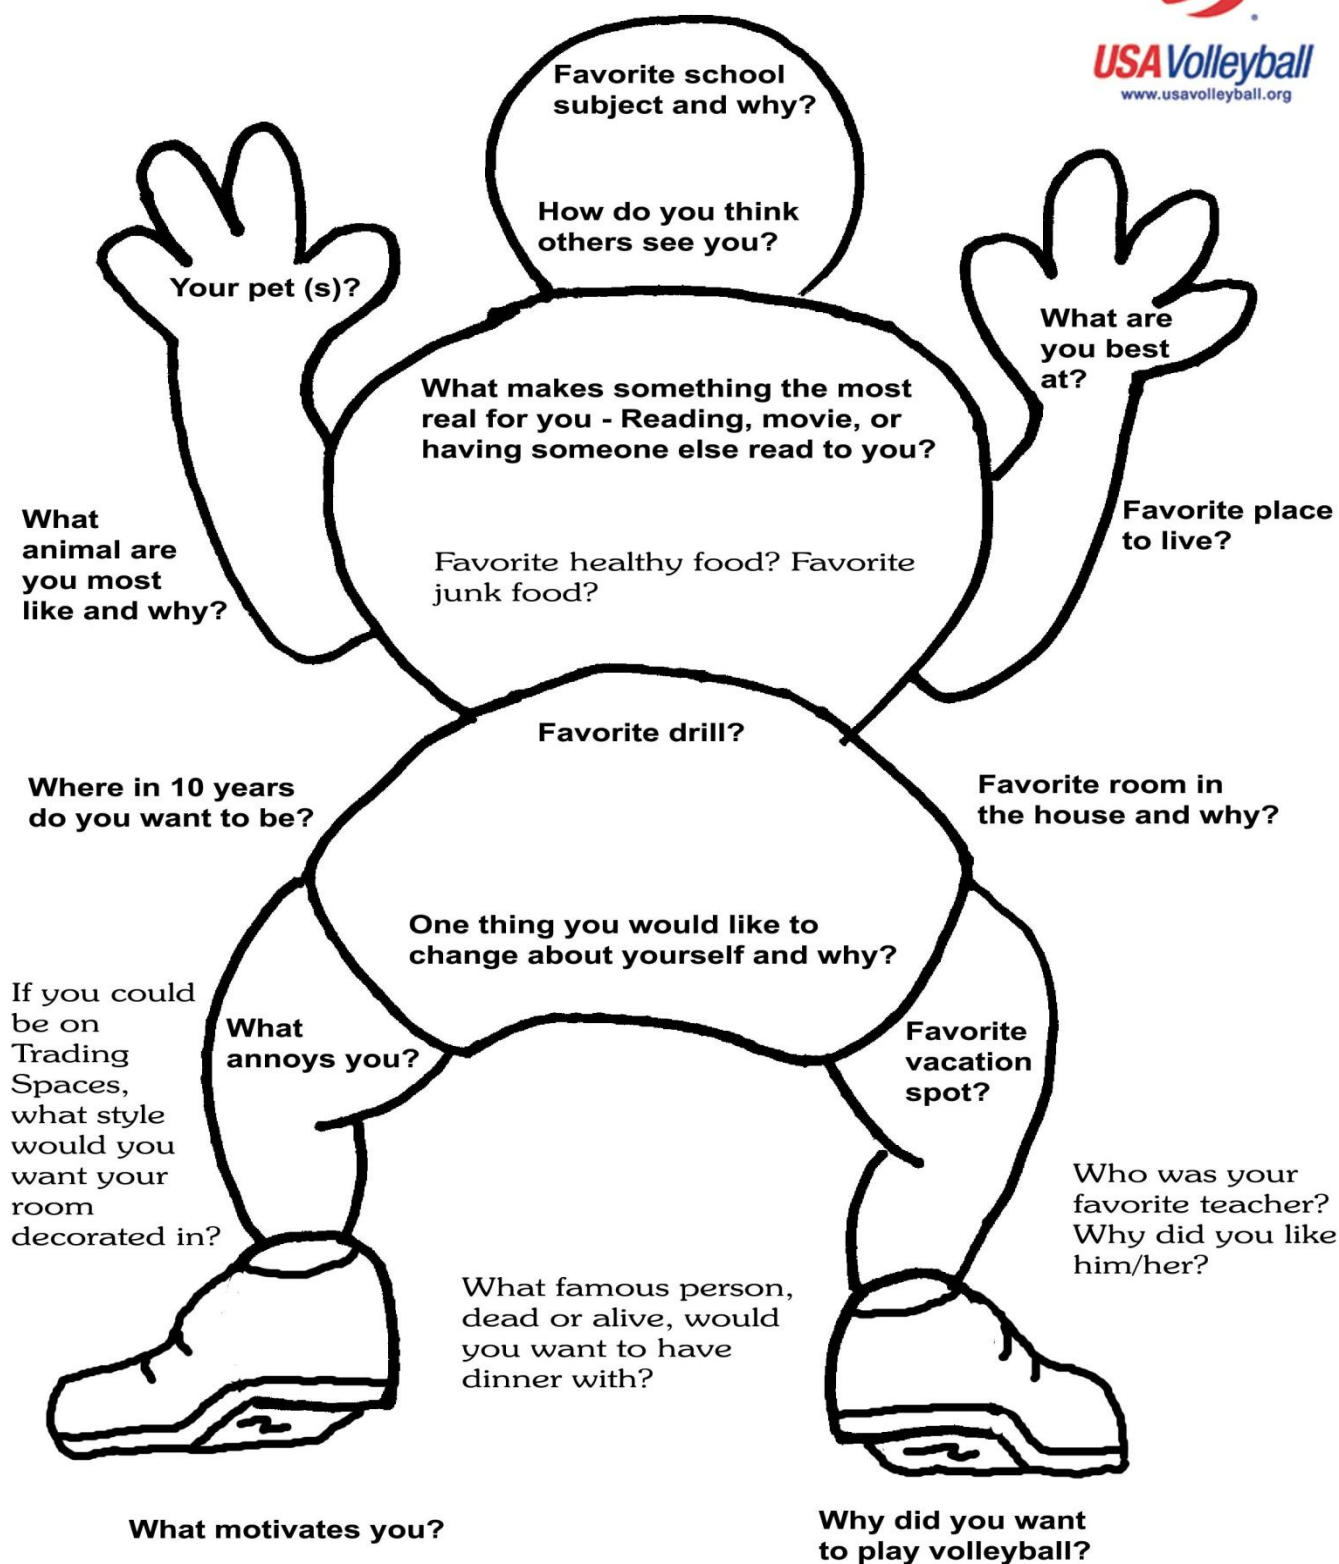 USA Volleyball
www.usavolleyball.org
Favorite school
subject and why?
How do you think
others see you?
Your pet (s)?
What are
you best
at?
What makes something the most
real for you - Reading, movie, or
having someone else read to you?
What
animal are
you most
like and why?
Favorite place
to live?
Favorite healthy food? Favorite
junk food?
Favorite drill?
Where in 10 years
do you want to be?
Favorite room in
the house and why?
One thing you would like to
change about yourself and why?
If you could
be on
Trading
Spaces,
what style
would you
want your
room
decorated in?
What
annoys you?
Favorite
vacation
spot?
Who was your
favorite teacher?
Why did you like
him/her?
What famous person,
dead or alive, would
you want to have
dinner with?
What motivates you?
Why did you want
to play volleyball?